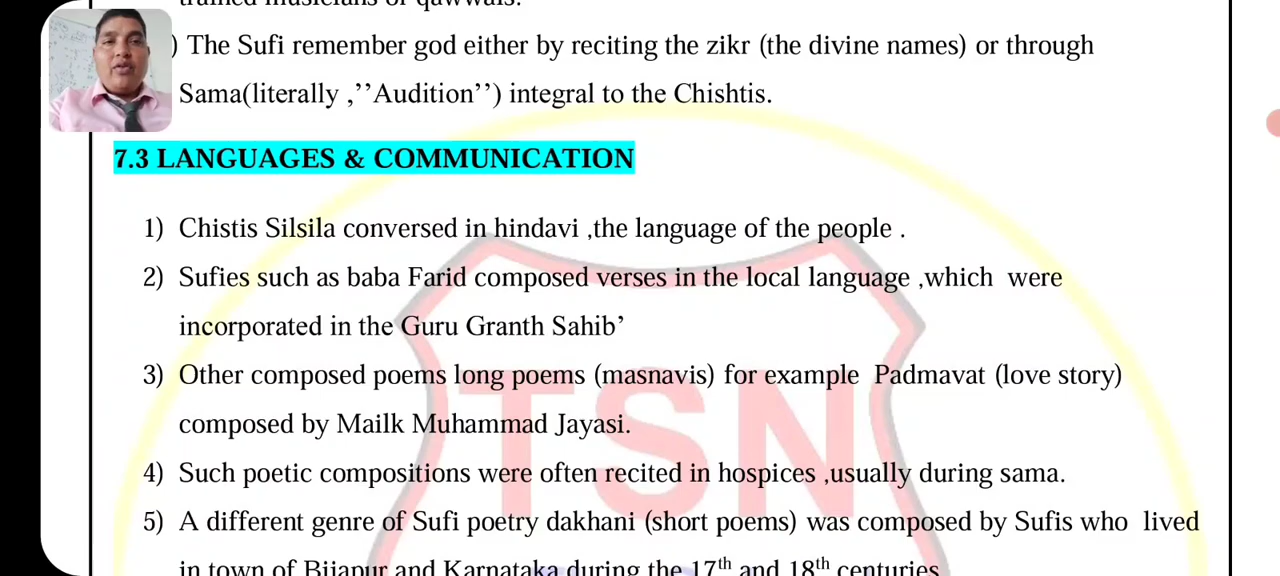 trained musicians or qawwals.
) The Sufi remember god either by reciting the zikr (the divine names) or through
Sama(literally ,’’Audition’’) integral to the Chishtis.
7.3 LANGUAGES & COMMUNICATION
1) Chistis Silsila conversed in hindavi ,the language of the people .
2) Sufies such as baba Farid composed verses in the local language ,which were
incorporated in the Guru Granth Sahib’
3) Other composed poems long poems (masnavis) for example Padmavat (love story)
composed by Mailk Muhammad Jayasi.
4) Such poetic compositions were often recited in hospices ,usually during sama.
5) A different genre of Sufi poetry dakhani (short poems) was composed by Sufis who lived
in town of Bijapur and Karnataka during the 17th and 18th centuries
TSN